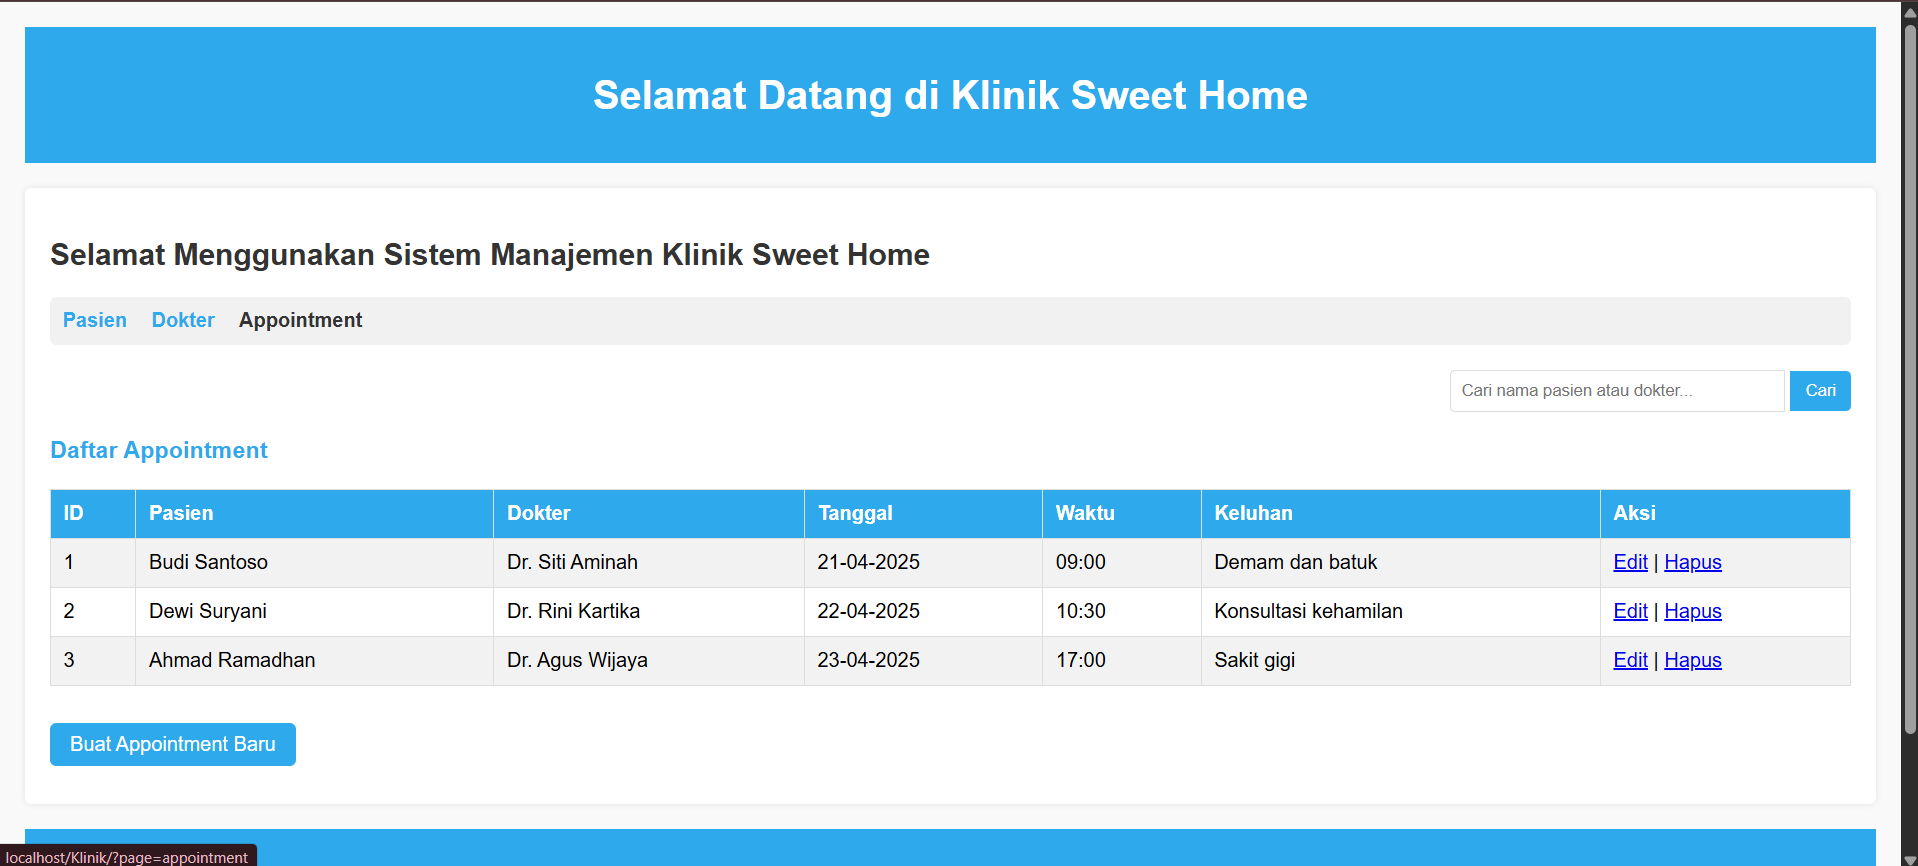 Selamat Datang di Klinik Sweet Home
Selamat Menggunakan Sistem Manajemen Klinik Sweet Home
Pasien Dokter Appointment
Cari nama pasien atau dokter... Cari
Daftar Appointment
ID Pasien Dokter Tanggal Waktu Keluhan Aksi
1 Budi Santoso Dr. Siti Aminah 21-04-2025 09:00 Demam dan batuk Edit | Hapus
2 Dewi Suryani Dr. Rini Kartika 22-04-2025 10:30 Konsultasi kehamilan Edit | Hapus
3 Ahmad Ramadhan Dr. Agus Wijaya 23-04-2025 17:00 Sakit gigi Edit | Hapus
Buat Appointment Baru
localhost/Klinik/?page=appointment